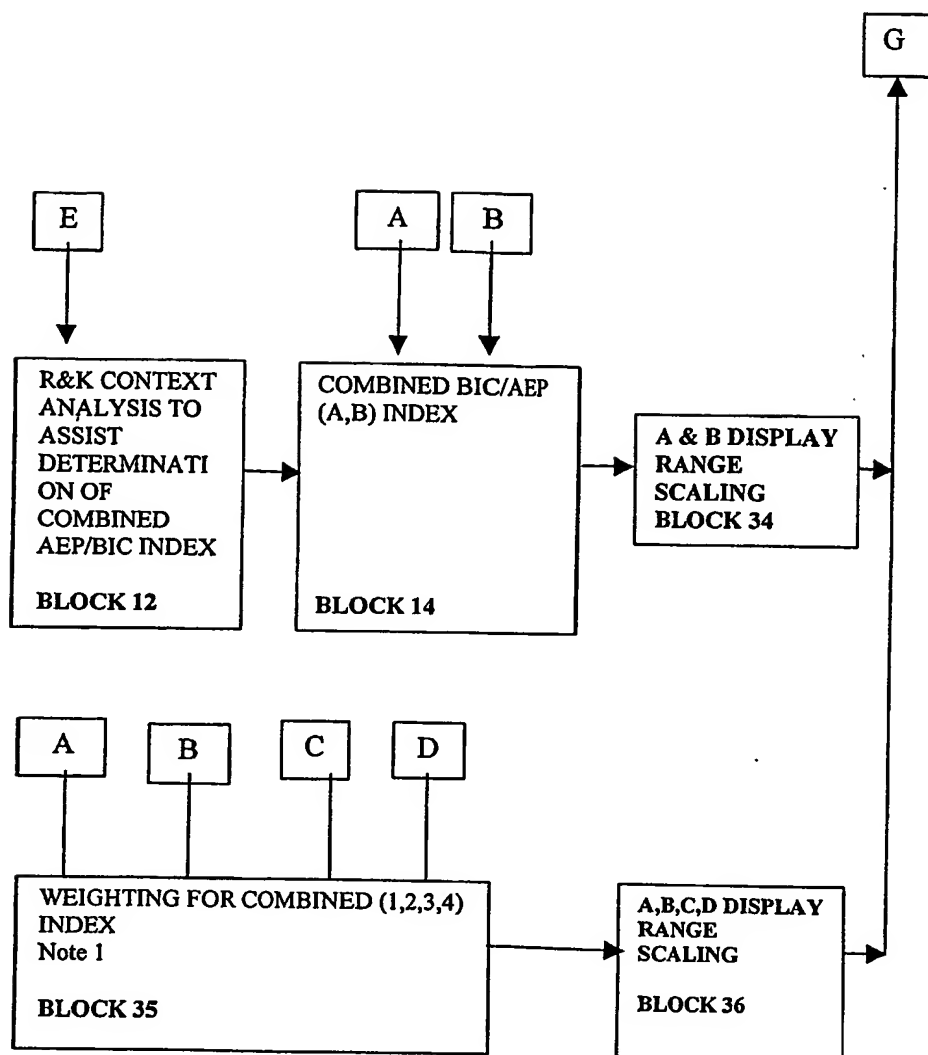 G
E
A
B
R&K CONTEXT
ANALYSIS TO
ASSIST
DETERMINATI
ON OF
COMBINED
AEP/BIC INDEX
BLOCK 12
COMBINED BIC/AEP
(A,B) INDEX
BLOCK 14
A & B DISPLAY
RANGE
SCALING
BLOCK 34
A
B
C
D
WEIGHTING FOR COMBINED (1,2,3,4)
INDEX
Note 1
BLOCK 35
A,B,C,D DISPLAY
RANGE
SCALING
BLOCK 36